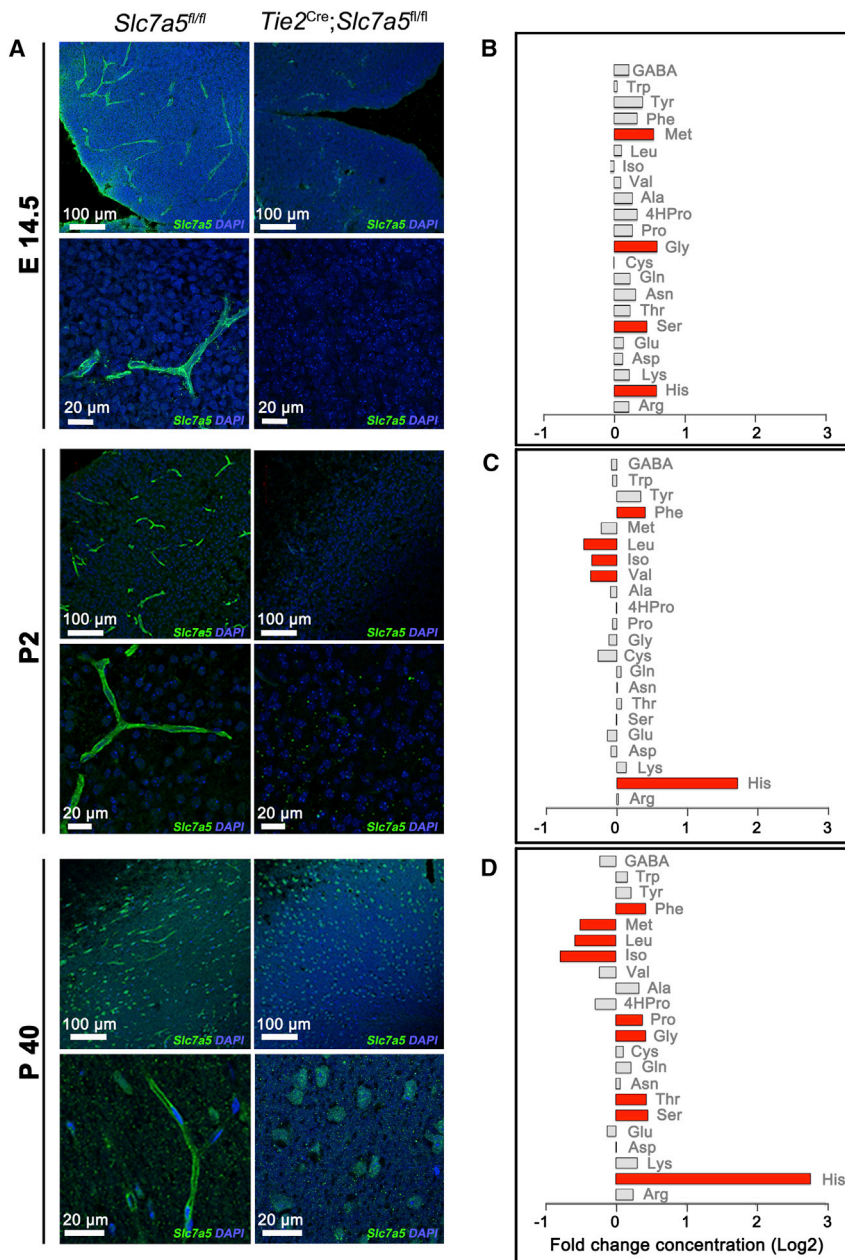 Slc7a5fl/fl
Tie2Cre;Slc7a5fl/fl
A
E 14.5
100 µm
Slc7a5 DAPI
100 µm
Slc7a5 DAPI
20 µm
Slc7a5 DAPI
20 µm
Slc7a5 DAPI
P2
100 µm
Slc7a5 DAPI
100 µm
Slc7a5 DAPI
20 µm
Slc7a5 DAPI
20 µm
Slc7a5 DAPI
P 40
100 µm
Slc7a5 DAPI
100 µm
Slc7a5 DAPI
20 µm
Slc7a5 DAPI
20 µm
Slc7a5 DAPI
B
GABA
Trp
Tyr
Phe
Met
Leu
Iso
Val
Ala
4HPro
Pro
Gly
Cys
Gln
Asn
Thr
Ser
Glu
Asp
Lys
His
Arg
-1 0 1 2 3
C
GABA
Trp
Tyr
Phe
Met
Leu
Iso
Val
Ala
4HPro
Pro
Gly
Cys
Gln
Asn
Thr
Ser
Glu
Asp
Lys
His
Arg
-1 0 1 2 3
D
GABA
Trp
Tyr
Phe
Met
Leu
Iso
Val
Ala
4HPro
Pro
Gly
Cys
Gln
Asn
Thr
Ser
Glu
Asp
Lys
His
Arg
-1 0 1 2 3
Fold change concentration (Log2)